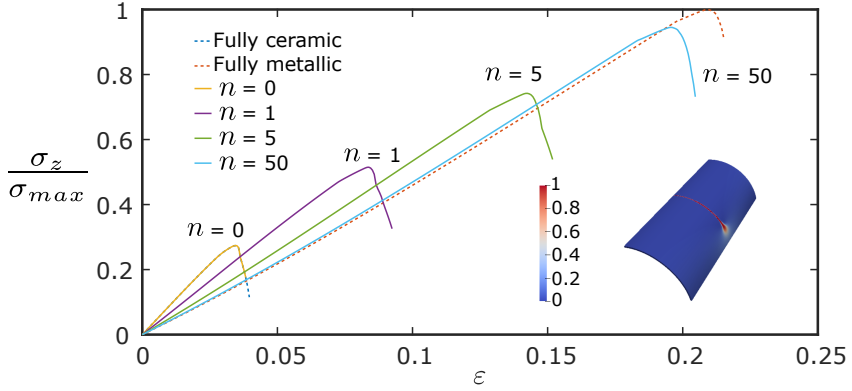 1
0.8
0.6
0.4
0.2
0
σz/σmax
Fully ceramic
Fully metallic
n = 0
n = 1
n = 5
n = 50
n = 0
n = 1
n = 5
n = 50
1
0.8
0.6
0.4
0.2
0
0 0.05 0.1 0.15 0.2 0.25
ε